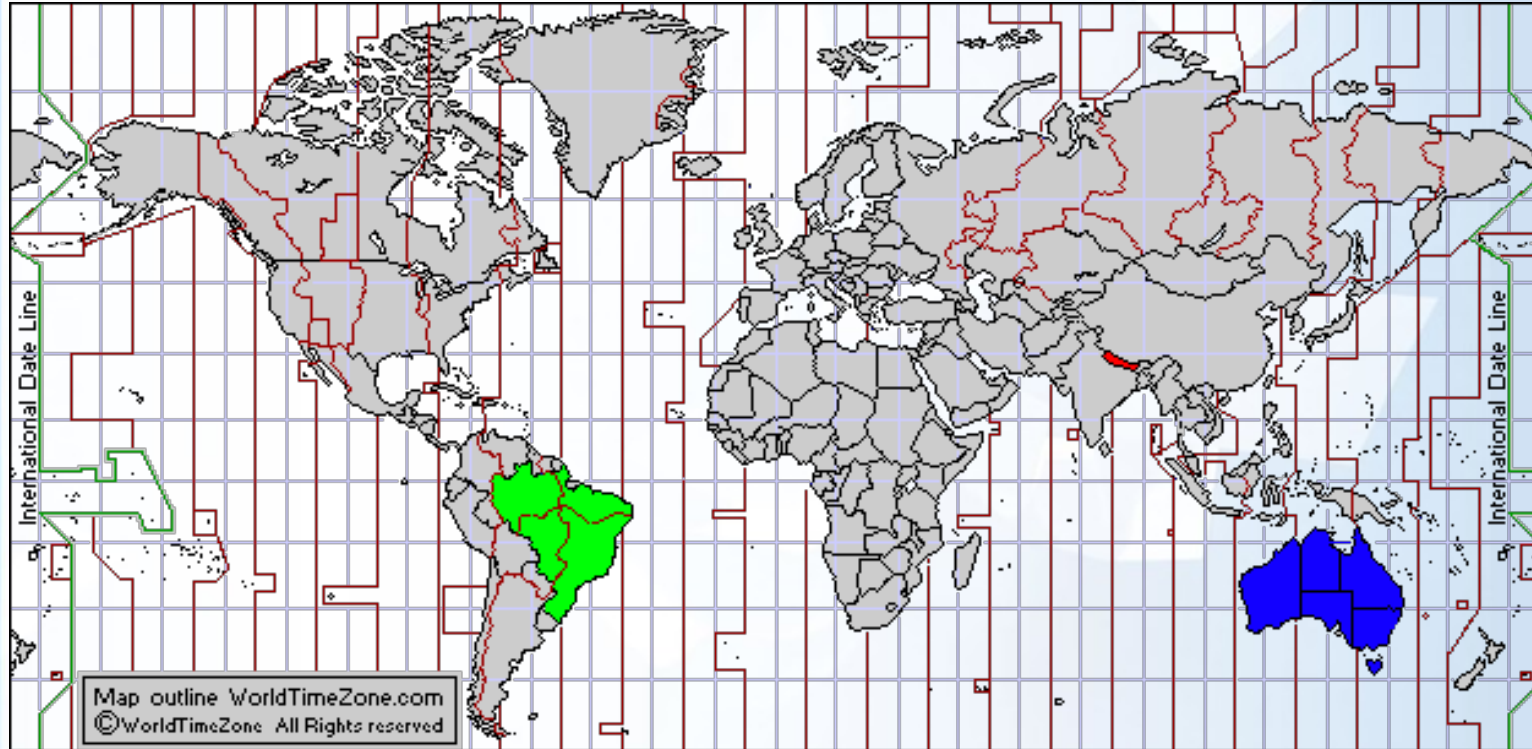 International Date Line
International Date Line
Map outline WorldTimeZone.com
©WorldTimeZone All Rights reserved